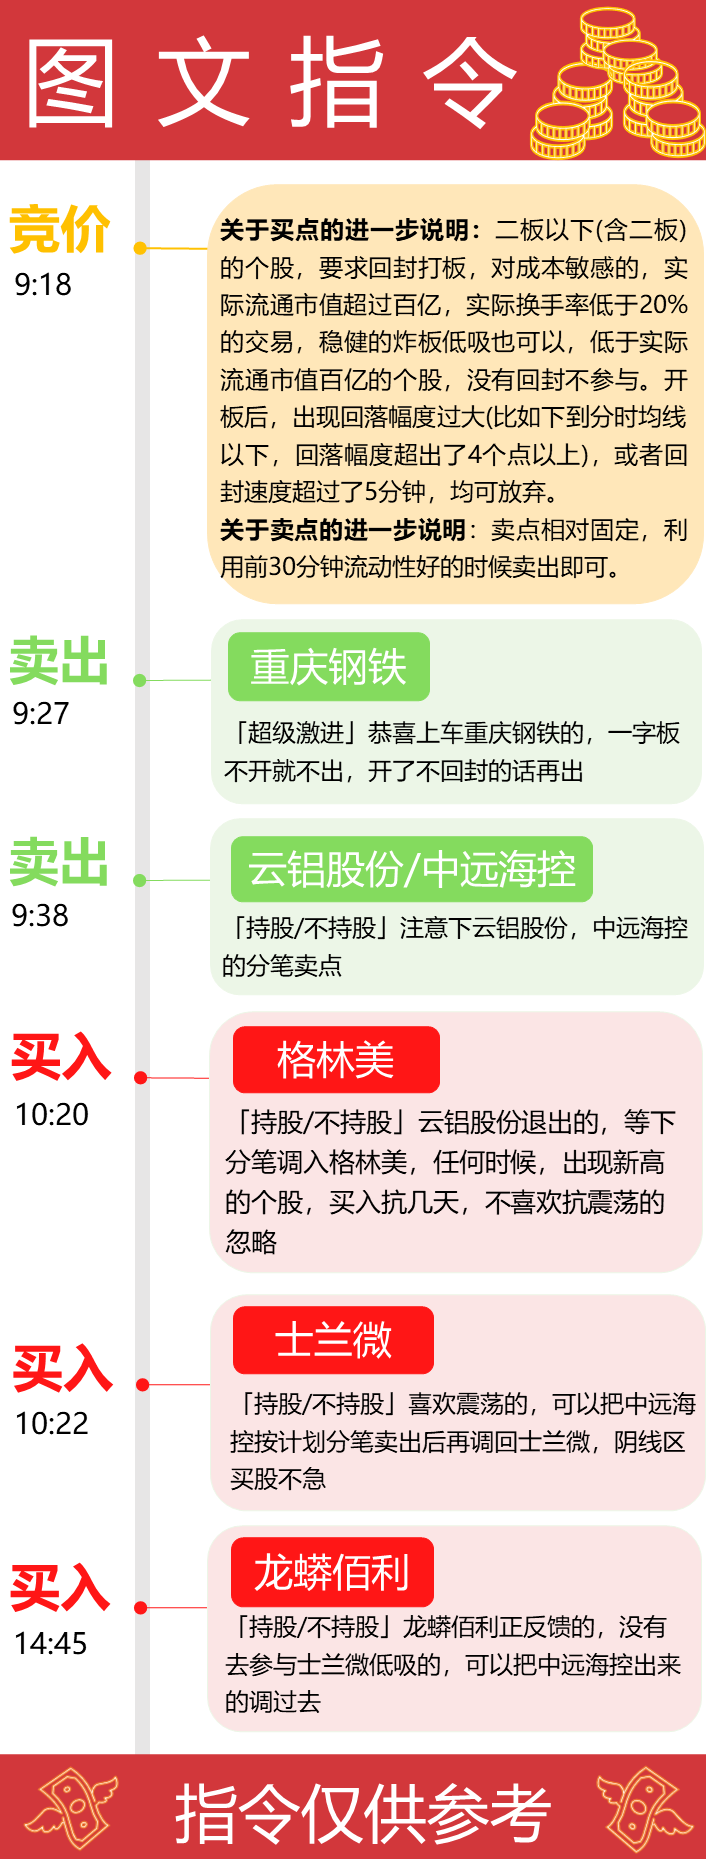 图文指令
竞价
9:18
关于买点的进一步说明：二板以下(含二板)
的个股，要求回封打板，对成本敏感的，实
际流通市值超过百亿，实际换手率低于20%
的交易，稳健的炸板低吸也可以，低于实际
流通市值百亿的个股，没有回封不参与。开
板后，出现回落幅度过大(比如下到分时均线
以下，回落幅度超出了4个点以上)，或者回
封速度超过了5分钟，均可放弃。
关于卖点的进一步说明：卖点相对固定，利
用前30分钟流动性好的时候卖出即可。
卖出
9:27
重庆钢铁
「超级激进」恭喜上车重庆钢铁的，一字板
不开就不出，开了不回封的话再出
卖出
9:38
云铝股份/中远海控
「持股/不持股」注意下云铝股份，中远海控
的分笔卖点
买入
10:20
格林美
「持股/不持股」云铝股份退出的，等下
分笔调入格林美，任何时候，出现新高
的个股，买入抗几天，不喜欢抗震荡的
忽略
买入
10:22
士兰微
「持股/不持股」喜欢震荡的，可以把中远海
控按计划分笔卖出后再调回士兰微，阴线区
买股不急
买入
14:45
龙蟒佰利
「持股/不持股」龙蟒佰利正反馈的，没有
去参与士兰微低吸的，可以把中远海控出来
的调过去
指令仅供参考